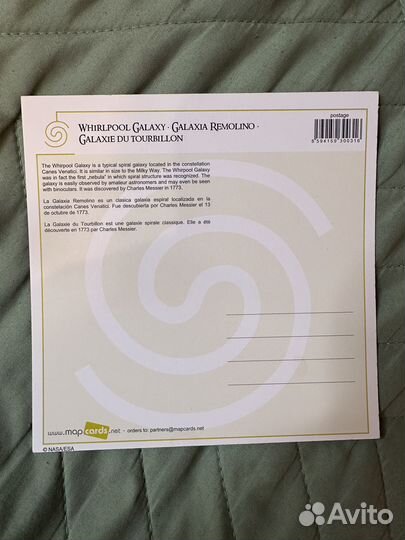 WHIRLPOOL GALAXY · GALAXIA REMOLINO ·
GALAXIE DU TOURBILLON
postage
8 594169 300316
The Whirpool Galaxy is a typical spiral galaxy located in the constellation
Canes Venatici. It is similar in size to the Milky Way. The Whirpool Galaxy
was in fact the first „nebula" in which spiral structure was recognized. The
galaxy is easily observed by amateur astronomers and may even be seen
with binoculars. It was discovered by Charles Messier in 1773.
La Galaxia Remolino es un clasica galaxia espiral localizada en la
constelación Canes Venatici. Fue descubierta por Charles Messier el 13
de octubre de 1773.
La Galaxie du Tourbillon est une galaxie spirale classique. Elle a été
découverte en 1773 par Charles Messier.
www.mapcards.net - orders to: partners@mapcards.net
© NASA/ESA
Avito